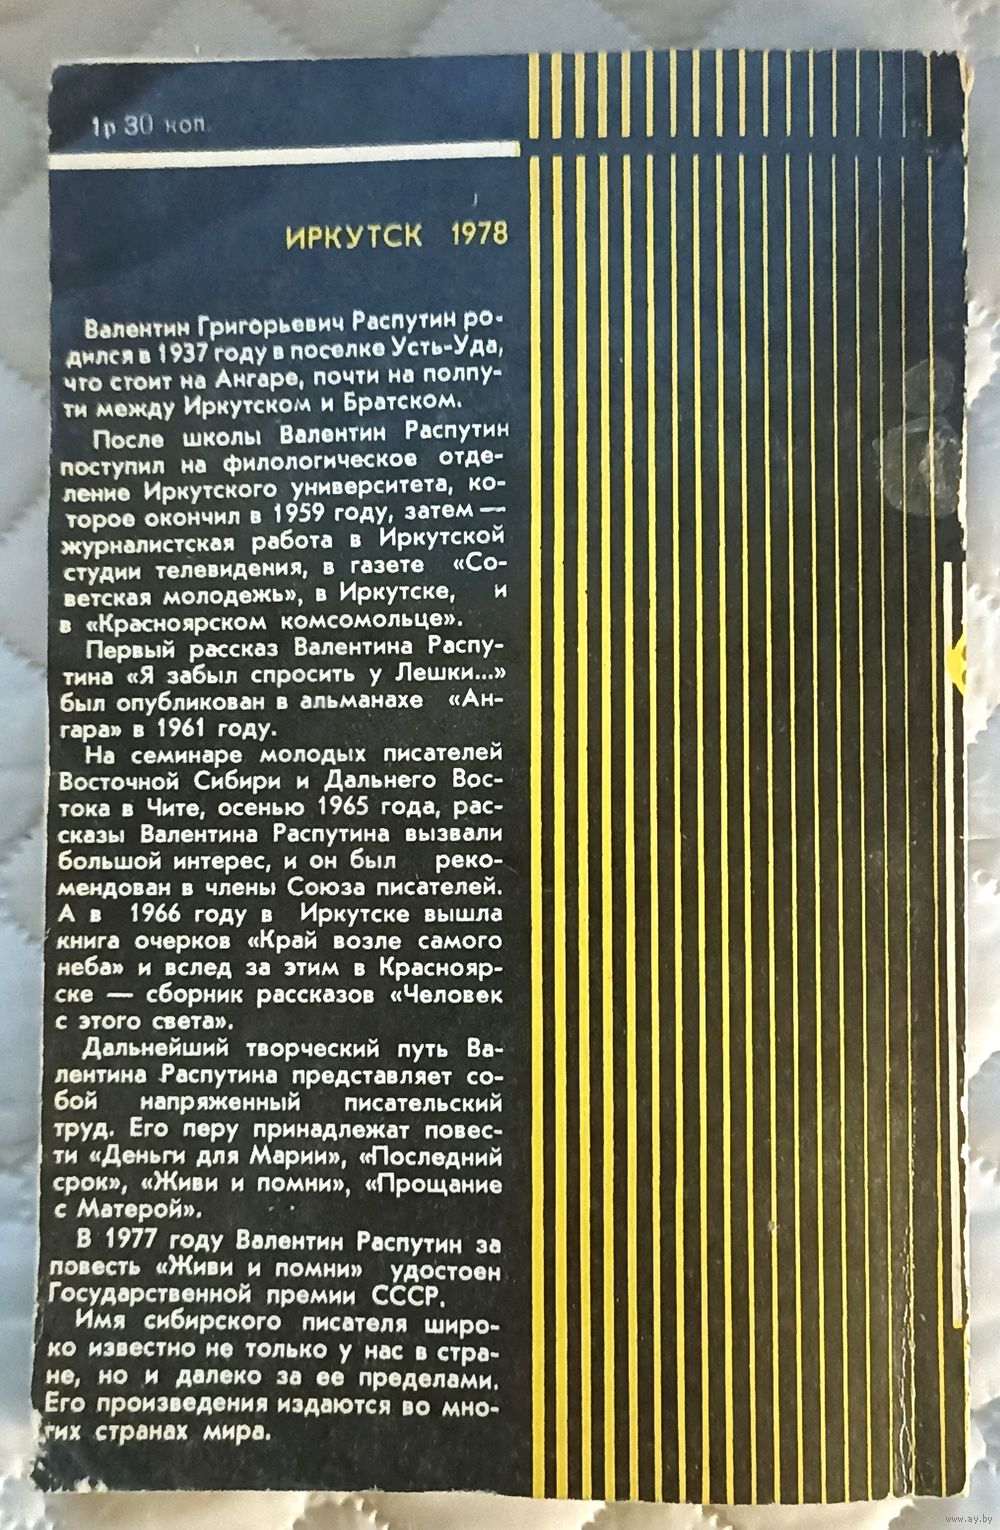 1р 30 коп.
ИРКУТСК 1978
Валентин Григорьевич Распутин ро-
дился в 1937 году в поселке Усть-Уда,
что стоит на Ангаре, почти на полпу-
ти между Иркутском и Братском.
После школы Валентин Распутин
поступил на филологическое отде-
ление Иркутского университета, ко-
торое окончил в 1959 году, затем —
журналистская работа в Иркутской
студии телевидения, в газете «Со-
ветская молодежь», в Иркутске, и
в «Красноярском комсомольце».
Первый рассказ Валентина Распу-
тина «Я забыл спросить у Лешки...»
был опубликован в альманахе «Ан-
гара» в 1961 году.
На семинаре молодых писателей
Восточной Сибири и Дальнего Вос-
тока в Чите, осенью 1965 года, рас-
сказы Валентина Распутина вызвали
большой интерес, и он был реко-
мендован в члены Союза писателей.
А в 1966 году в Иркутске вышла
книга очерков «Край возле самого
неба» и вслед за этим в Краснояр-
ске — сборник рассказов «Человек
с этого света».
Дальнейший творческий путь Ва-
лентина Распутина представляет со-
бой напряженный писательский
труд. Его перу принадлежат повес-
ти «Деньги для Марии», «Последний
срок», «Живи и помни», «Прощание
с Матерой».
В 1977 году Валентин Распутин за
повесть «Живи и помни» удостоен
Государственной премии СССР.
Имя сибирского писателя широ-
ко известно не только у нас в стра-
не, но и далеко за ее пределами.
Его произведения издаются во мно-
гих странах мира.
www.ay.by